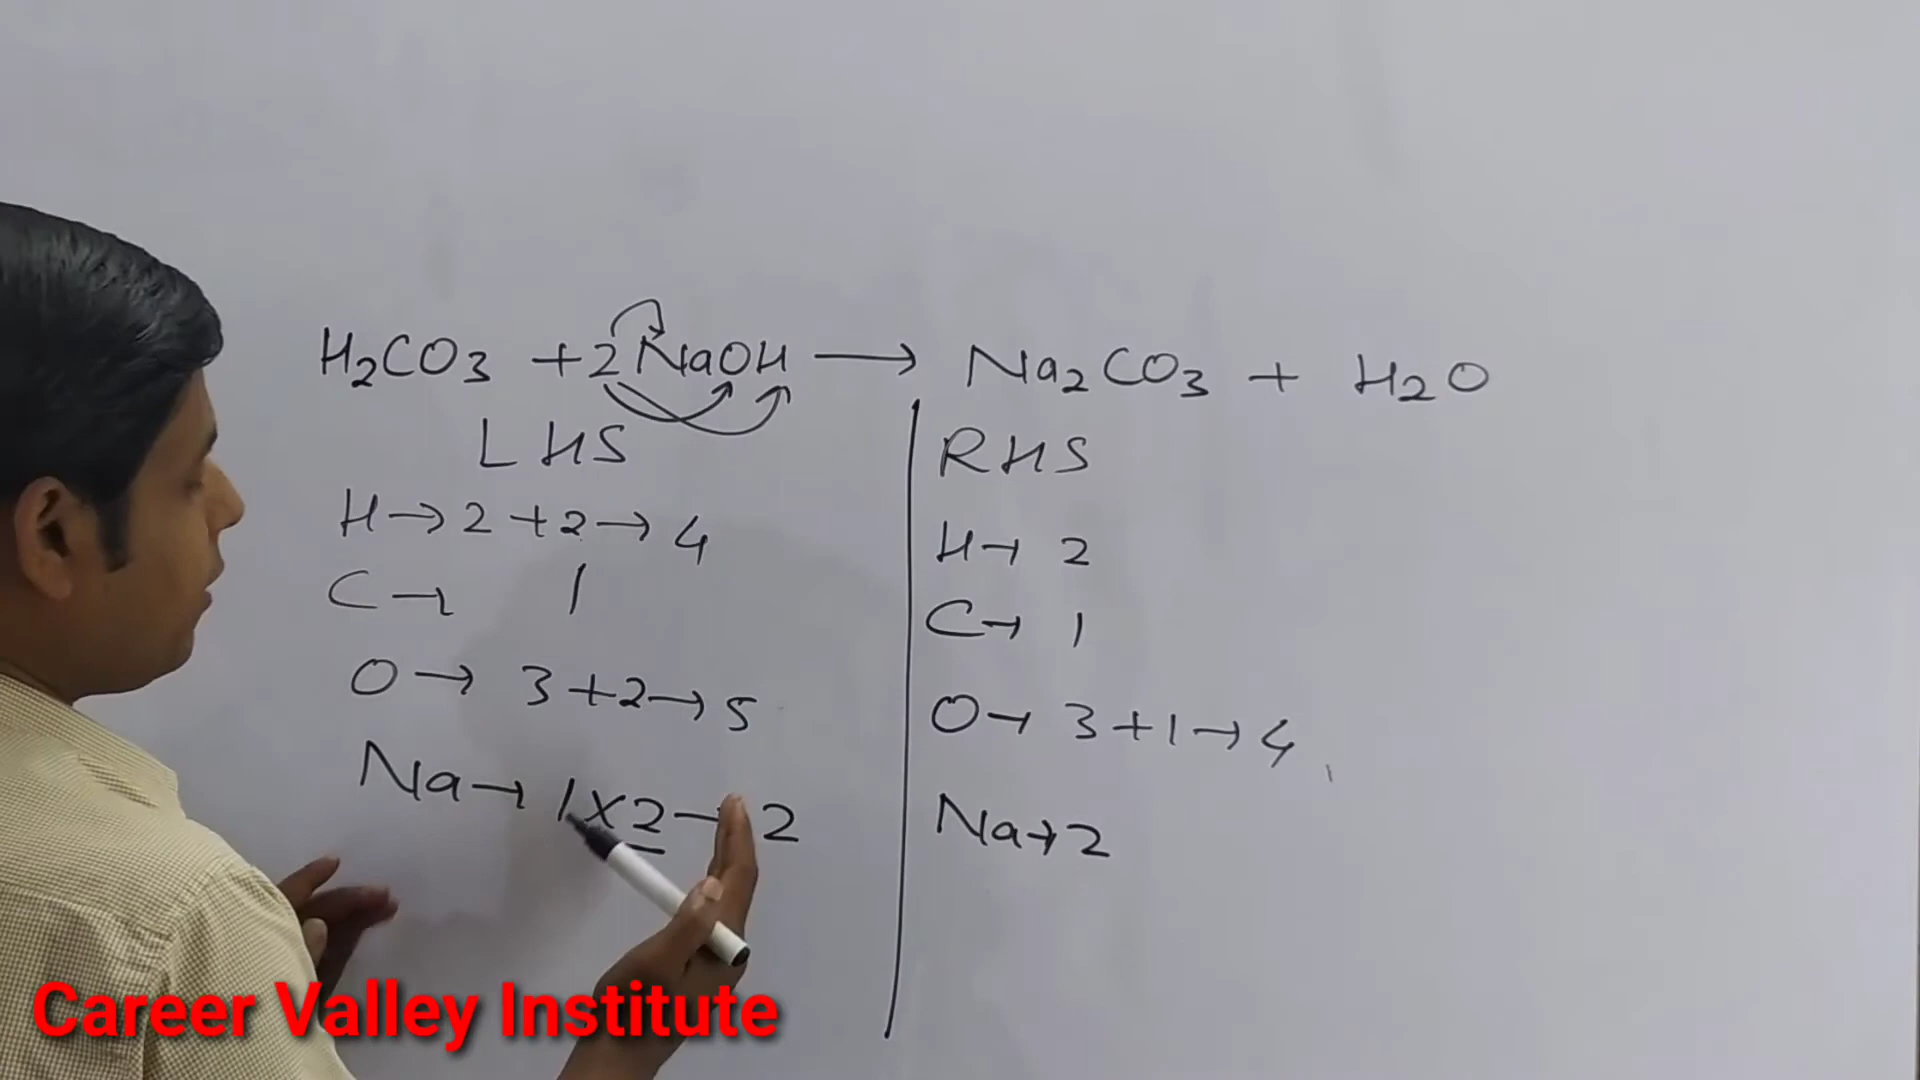 H₂CO₃ + 2NaOH → Na₂CO₃ + H₂O
LHS
RHS
H → 2 + 2 → 4
H → 2
C → 1
C → 1
O → 3 + 2 → 5
O → 3 + 1 → 4
Na → 1 × 2 → 2
Na → 2
Career Valley Institute